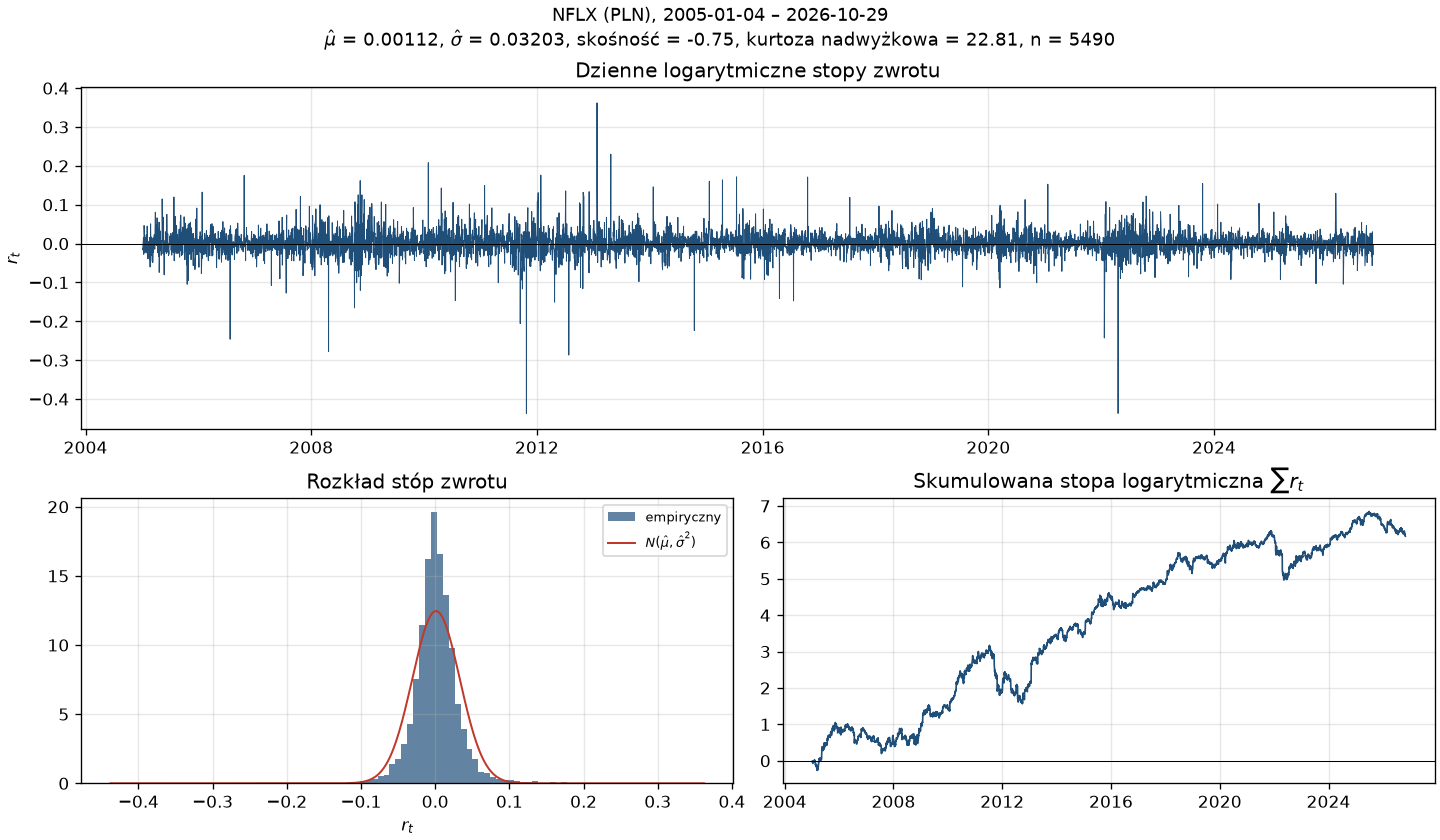 NFLX (PLN), 2005-01-04 – 2026-10-29
μ̂ = 0.00112, σ̂ = 0.03203, skośność = -0.75, kurtoza nadwyżkowa = 22.81, n = 5490
Dzienne logarytmiczne stopy zwrotu
0.4
0.3
0.2
0.1
0.0
−0.1
−0.2
−0.3
−0.4
r_t
2004 2008 2012 2016 2020 2024
Rozkład stóp zwrotu
20
15
10
5
0
empiryczny
N(μ̂, σ̂²)
−0.4 −0.3 −0.2 −0.1 0.0 0.1 0.2 0.3 0.4
r_t
Skumulowana stopa logarytmiczna ∑r_t
7
6
5
4
3
2
1
0
2004 2008 2012 2016 2020 2024